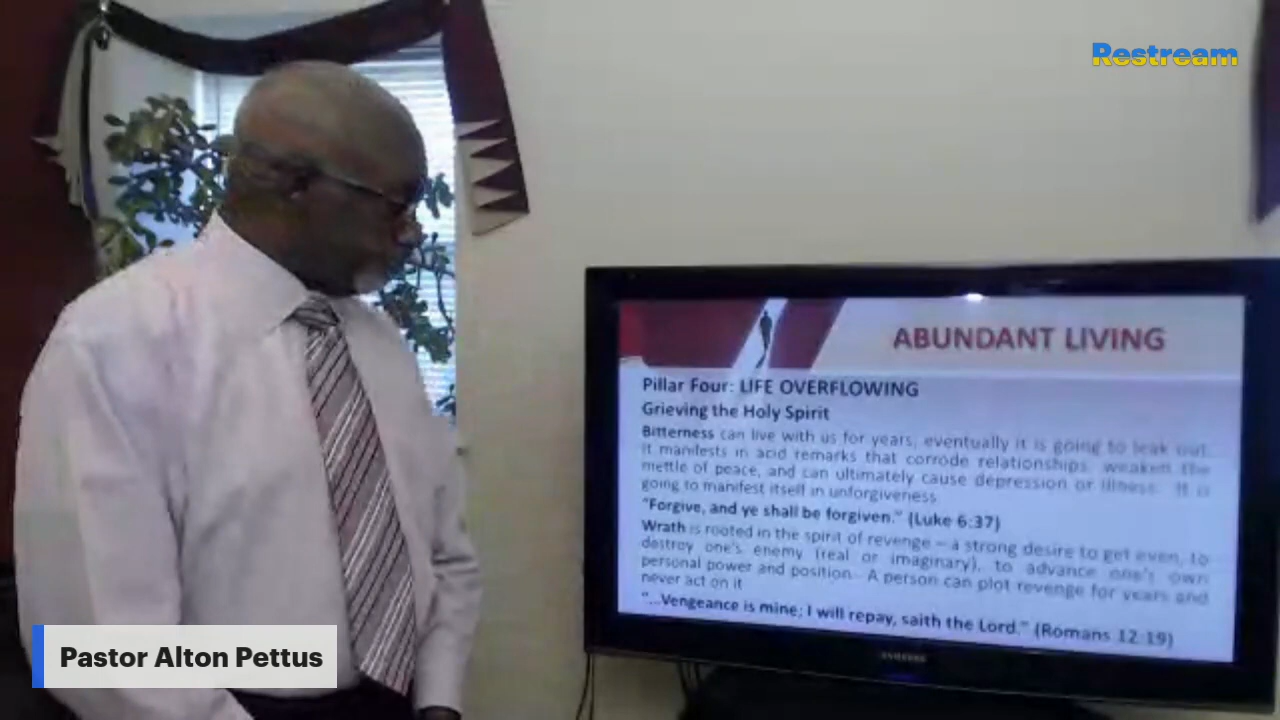 Restream
ABUNDANT LIVING
Pillar Four: LIFE OVERFLOWING
Grieving the Holy Spirit
Bitterness can live with us for years, eventually it is going to leak out.
It manifests in acid remarks that corrode relationships, weaken the
mettle of peace, and can ultimately cause depression or illness. It is
going to manifest itself in unforgiveness
"Forgive, and ye shall be forgiven." (Luke 6:37)
Wrath is rooted in the spirit of revenge – a strong desire to get even, to
destroy one's enemy (real or imaginary), to advance one's own
personal power and position. A person can plot revenge for years and
never act on it
"...Vengeance is mine; I will repay, saith the Lord." (Romans 12:19)
SAMSUNG
Pastor Alton Pettus